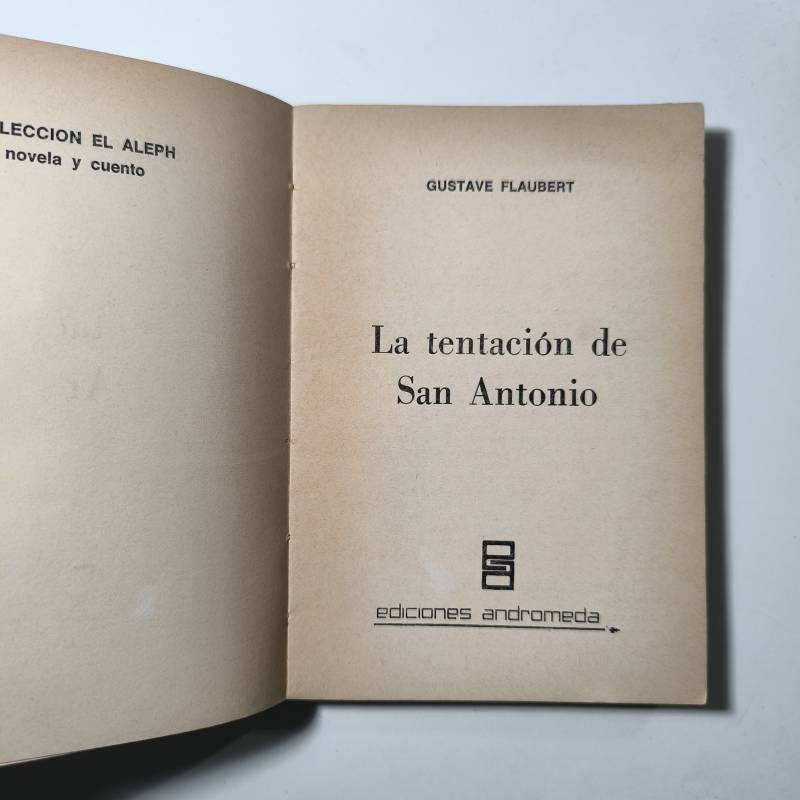 LECCION EL ALEPH
novela y cuento
GUSTAVE FLAUBERT
La tentación de
San Antonio
ediciones andromeda